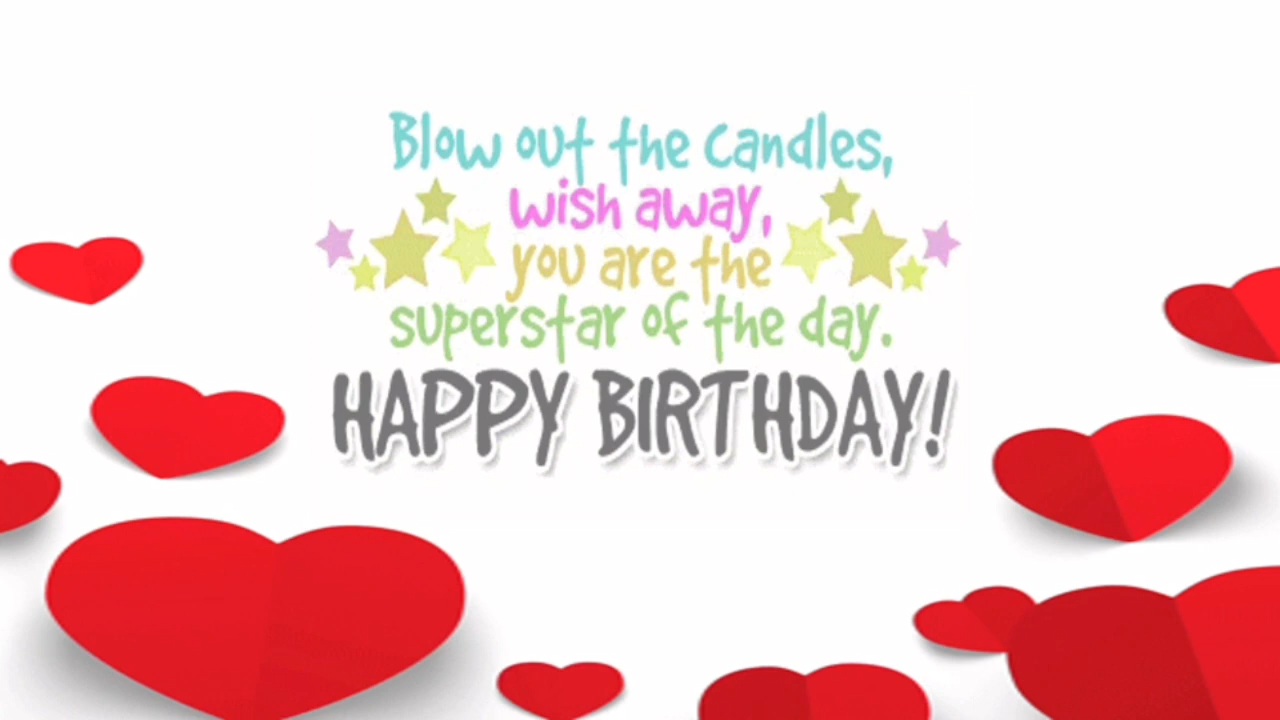 Blow out the candles,
wish away,
you are the
superstar of the day.
HAPPY BIRTHDAY!